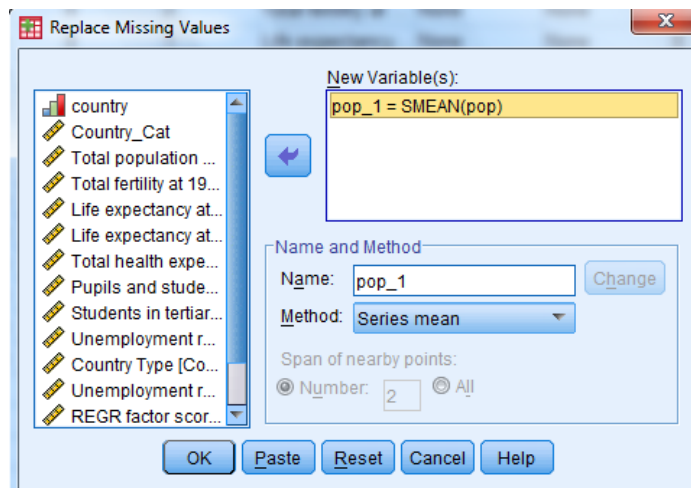 Replace Missing Values
country
Country_Cat
Total population ...
Total fertility at 19...
Life expectancy at...
Life expectancy at...
Total health expe...
Pupils and stude...
Students in tertiar...
Unemployment r...
Country Type [Co...
Unemployment r...
REGR factor scor...
New Variable(s):
pop_1 = SMEAN(pop)
Name and Method
Name: pop_1 Change
Method: Series mean
Span of nearby points:
Number: 2 All
OK Paste Reset Cancel Help